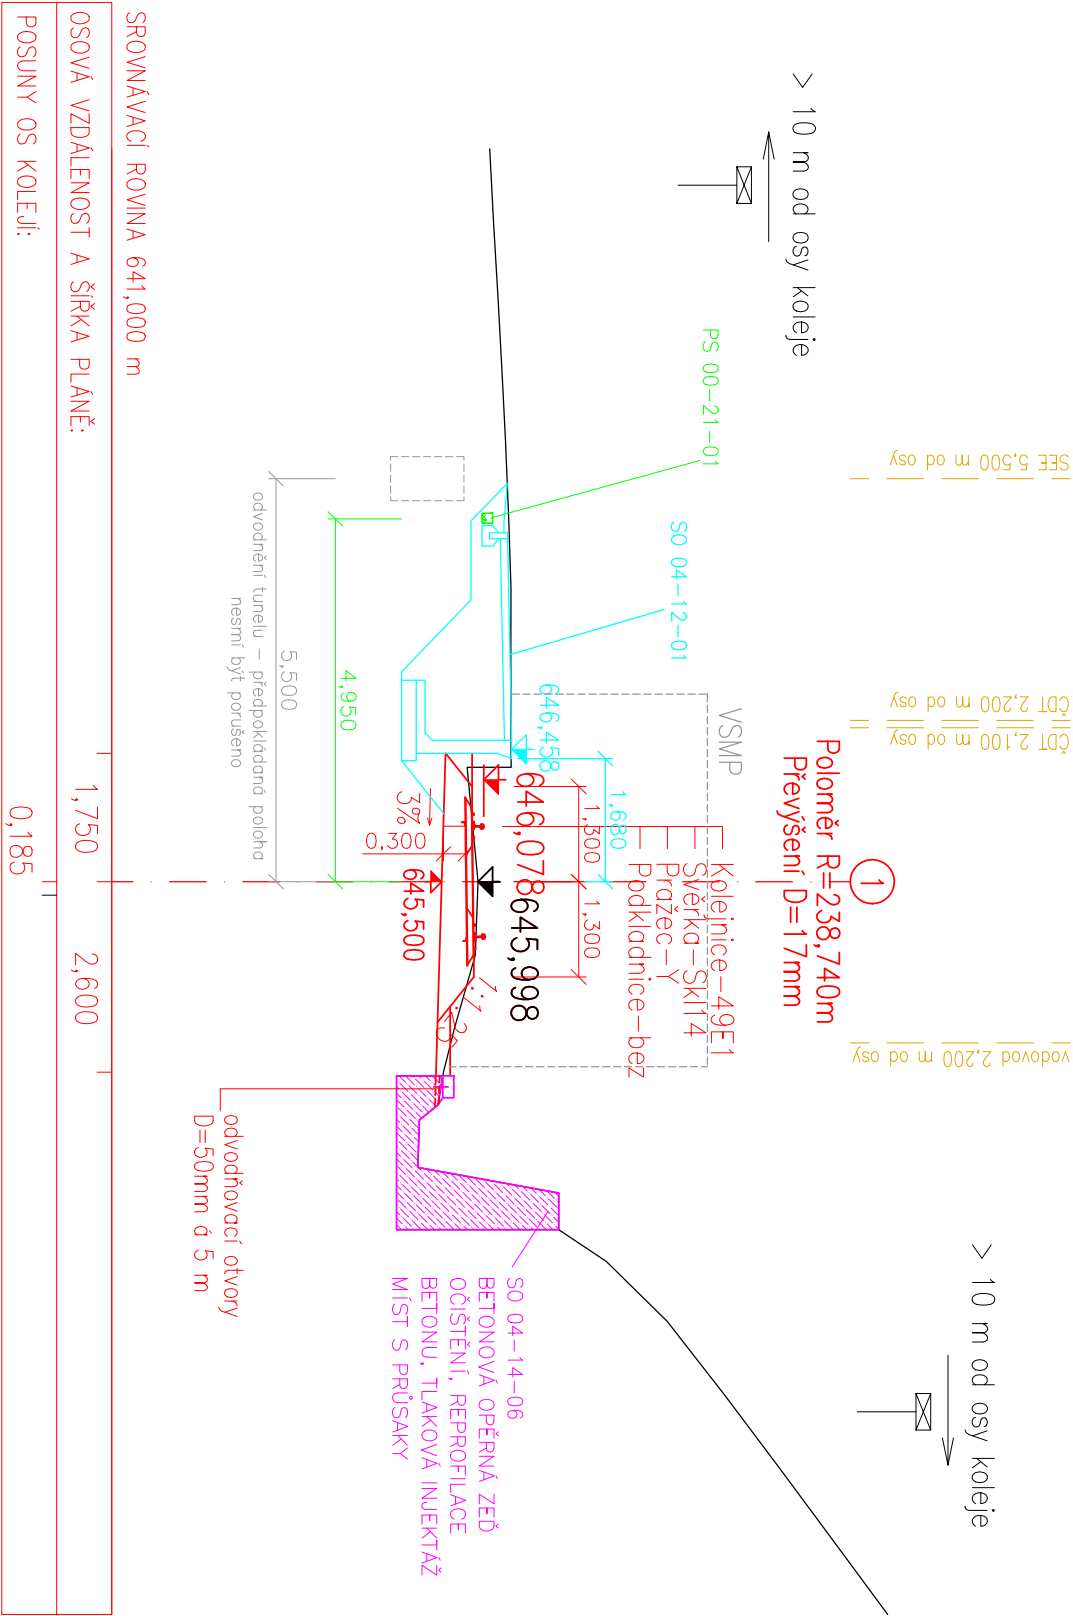 SEE 5,500 m od osy
ČDT 2,200 m od osy
ČDT 2,100 m od osy
vodovod 2,200 m od osy
> 10 m od osy koleje
> 10 m od osy koleje
1
Poloměr R=238,740m
Převýšení D=17mm
VSMP
PS 00-21-01
SO 04-12-01
Kolejnice-49E1
Svěrka-Skl14
Pražec-Y
Podkladnice-bez
1,680
1,300
1,300
646,458
646,078
645,998
645,500
3%
0,300
4,950
5,500
odvodnění tunelu - předpokládaná poloha
nesmí být porušeno
SO 04-14-06
BETONOVÁ OPĚRNÁ ZEĎ
OČIŠTĚNÍ, REPROFILACE
BETONU, TLAKOVÁ INJEKTÁŽ
MÍST S PRŮSAKY
odvodňovací otvory
D=50mm á 5 m
SROVNÁVACÍ ROVINA 641,000 m
OSOVÁ VZDÁLENOST A ŠÍŘKA PLÁNĚ:
1,750
2,600
POSUNY OS KOLEJÍ:
0,185